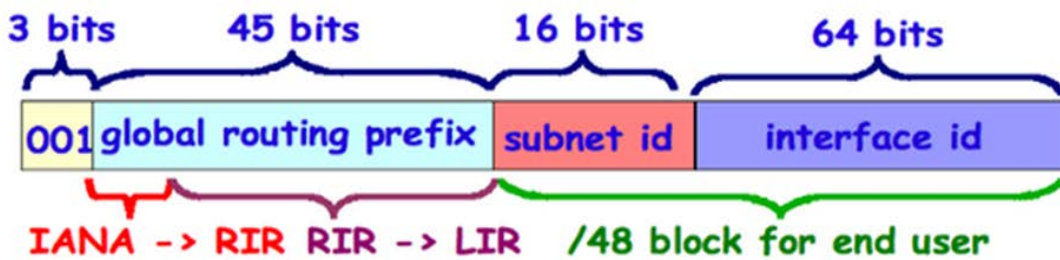 3 bits 45 bits 16 bits 64 bits
001 global routing prefix subnet id interface id
IANA -> RIR RIR -> LIR /48 block for end user